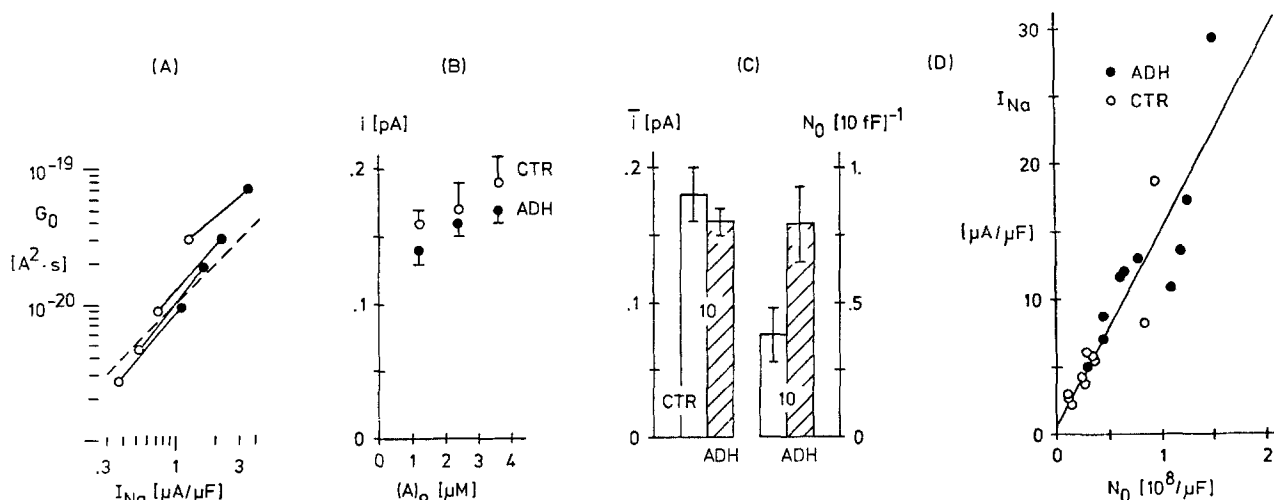 (A)
10⁻¹⁹
G₀
[A²·s]
10⁻²⁰
.3
1
3
I_Na [µA/µF]
(B)
i [pA]
.2
.1
0
CTR
ADH
0
1
2
3
4
(A)₀ [µM]
(C)
i̅ [pA]
N₀ [10 fF]⁻¹
.2
.1
0
1.
.5
0
10
CTR
10
ADH
ADH
(D)
30
I_Na
20
[µA/µF]
10
0
ADH
CTR
0
1
2
N₀ [10⁸/µF]